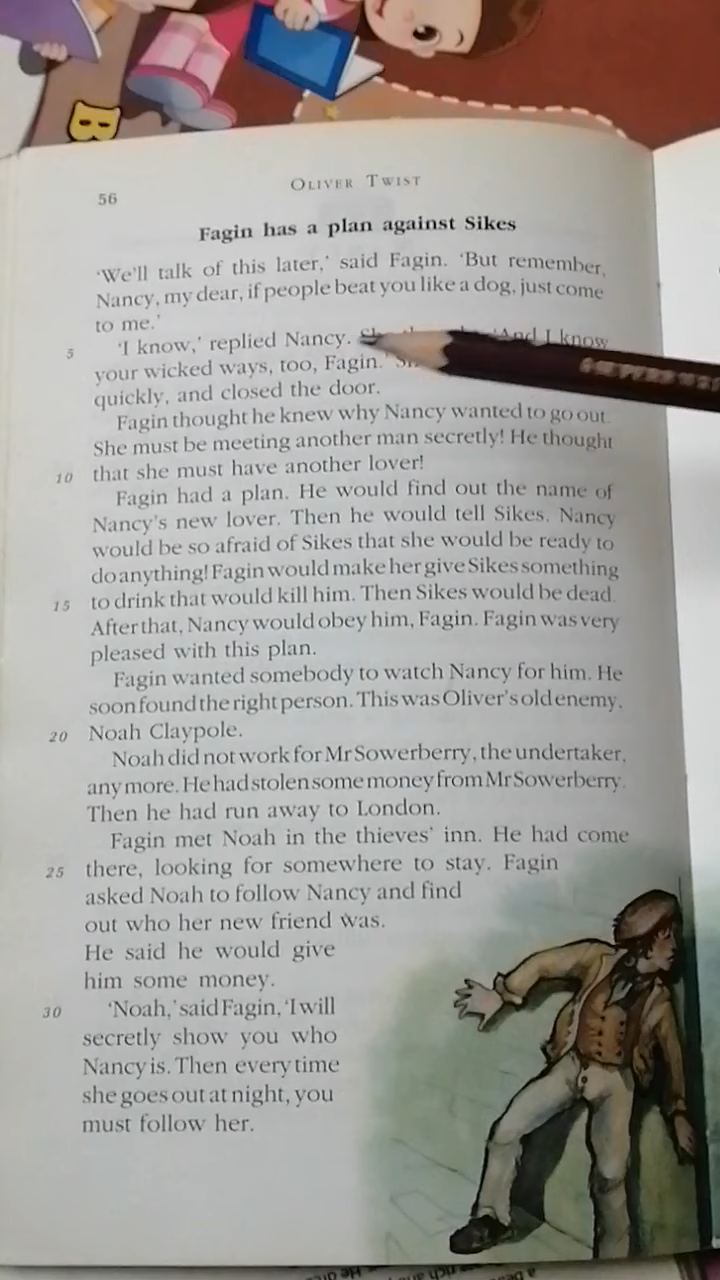 56
OLIVER TWIST
Fagin has a plan against Sikes
'We'll talk of this later,' said Fagin. 'But remember,
Nancy, my dear, if people beat you like a dog, just come
to me.'
5 'I know,' replied Nancy. 'And I know
your wicked ways, too, Fagin.'
quickly, and closed the door.
Fagin thought he knew why Nancy wanted to go out.
She must be meeting another man secretly! He thought
10 that she must have another lover!
Fagin had a plan. He would find out the name of
Nancy's new lover. Then he would tell Sikes. Nancy
would be so afraid of Sikes that she would be ready to
do anything! Fagin would make her give Sikes something
15 to drink that would kill him. Then Sikes would be dead.
After that, Nancy would obey him, Fagin. Fagin was very
pleased with this plan.
Fagin wanted somebody to watch Nancy for him. He
soon found the right person. This was Oliver's old enemy,
20 Noah Claypole.
Noah did not work for Mr Sowerberry, the undertaker,
any more. He had stolen some money from Mr Sowerberry.
Then he had run away to London.
Fagin met Noah in the thieves' inn. He had come
25 there, looking for somewhere to stay. Fagin
asked Noah to follow Nancy and find
out who her new friend was.
He said he would give
him some money.
30 'Noah,' said Fagin, 'I will
secretly show you who
Nancy is. Then every time
she goes out at night, you
must follow her.